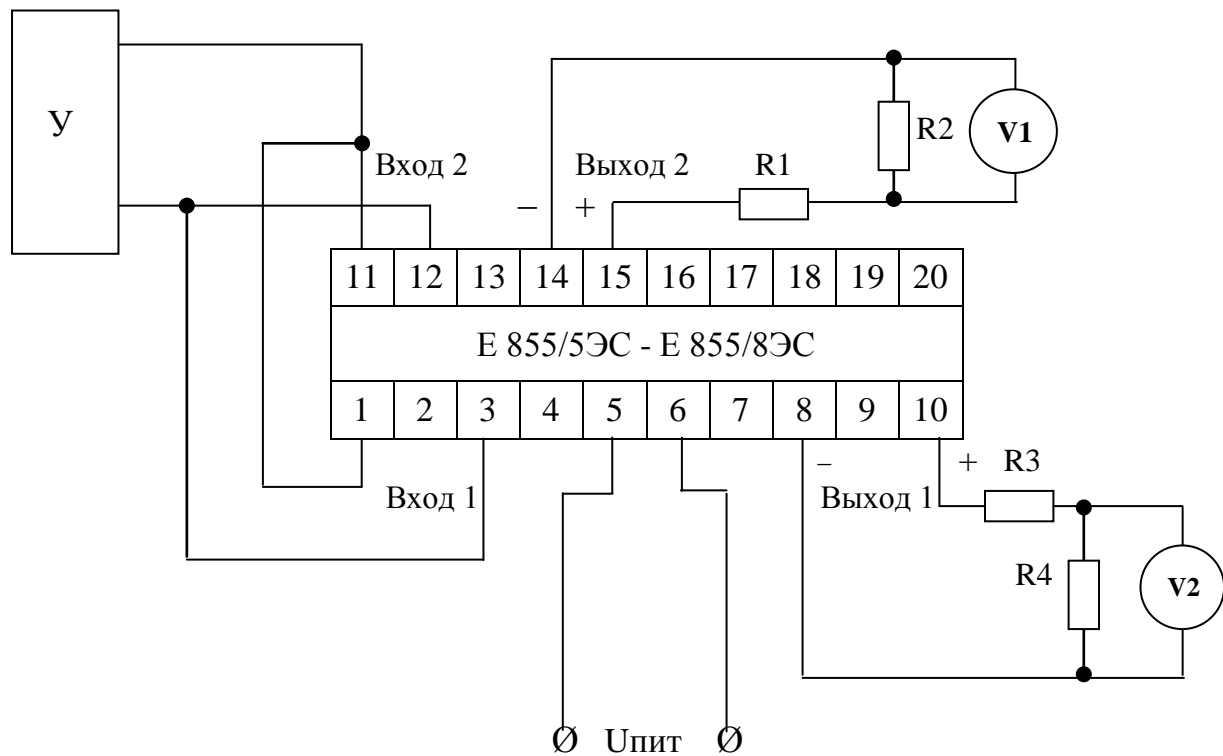 У
Вход 2
Выход 2
R1
R2
V1
– +
11 12 13 14 15 16 17 18 19 20
Е 855/5ЭС - Е 855/8ЭС
1 2 3 4 5 6 7 8 9 10
Вход 1
– + R3
Выход 1
R4
V2
Ø Uпит Ø